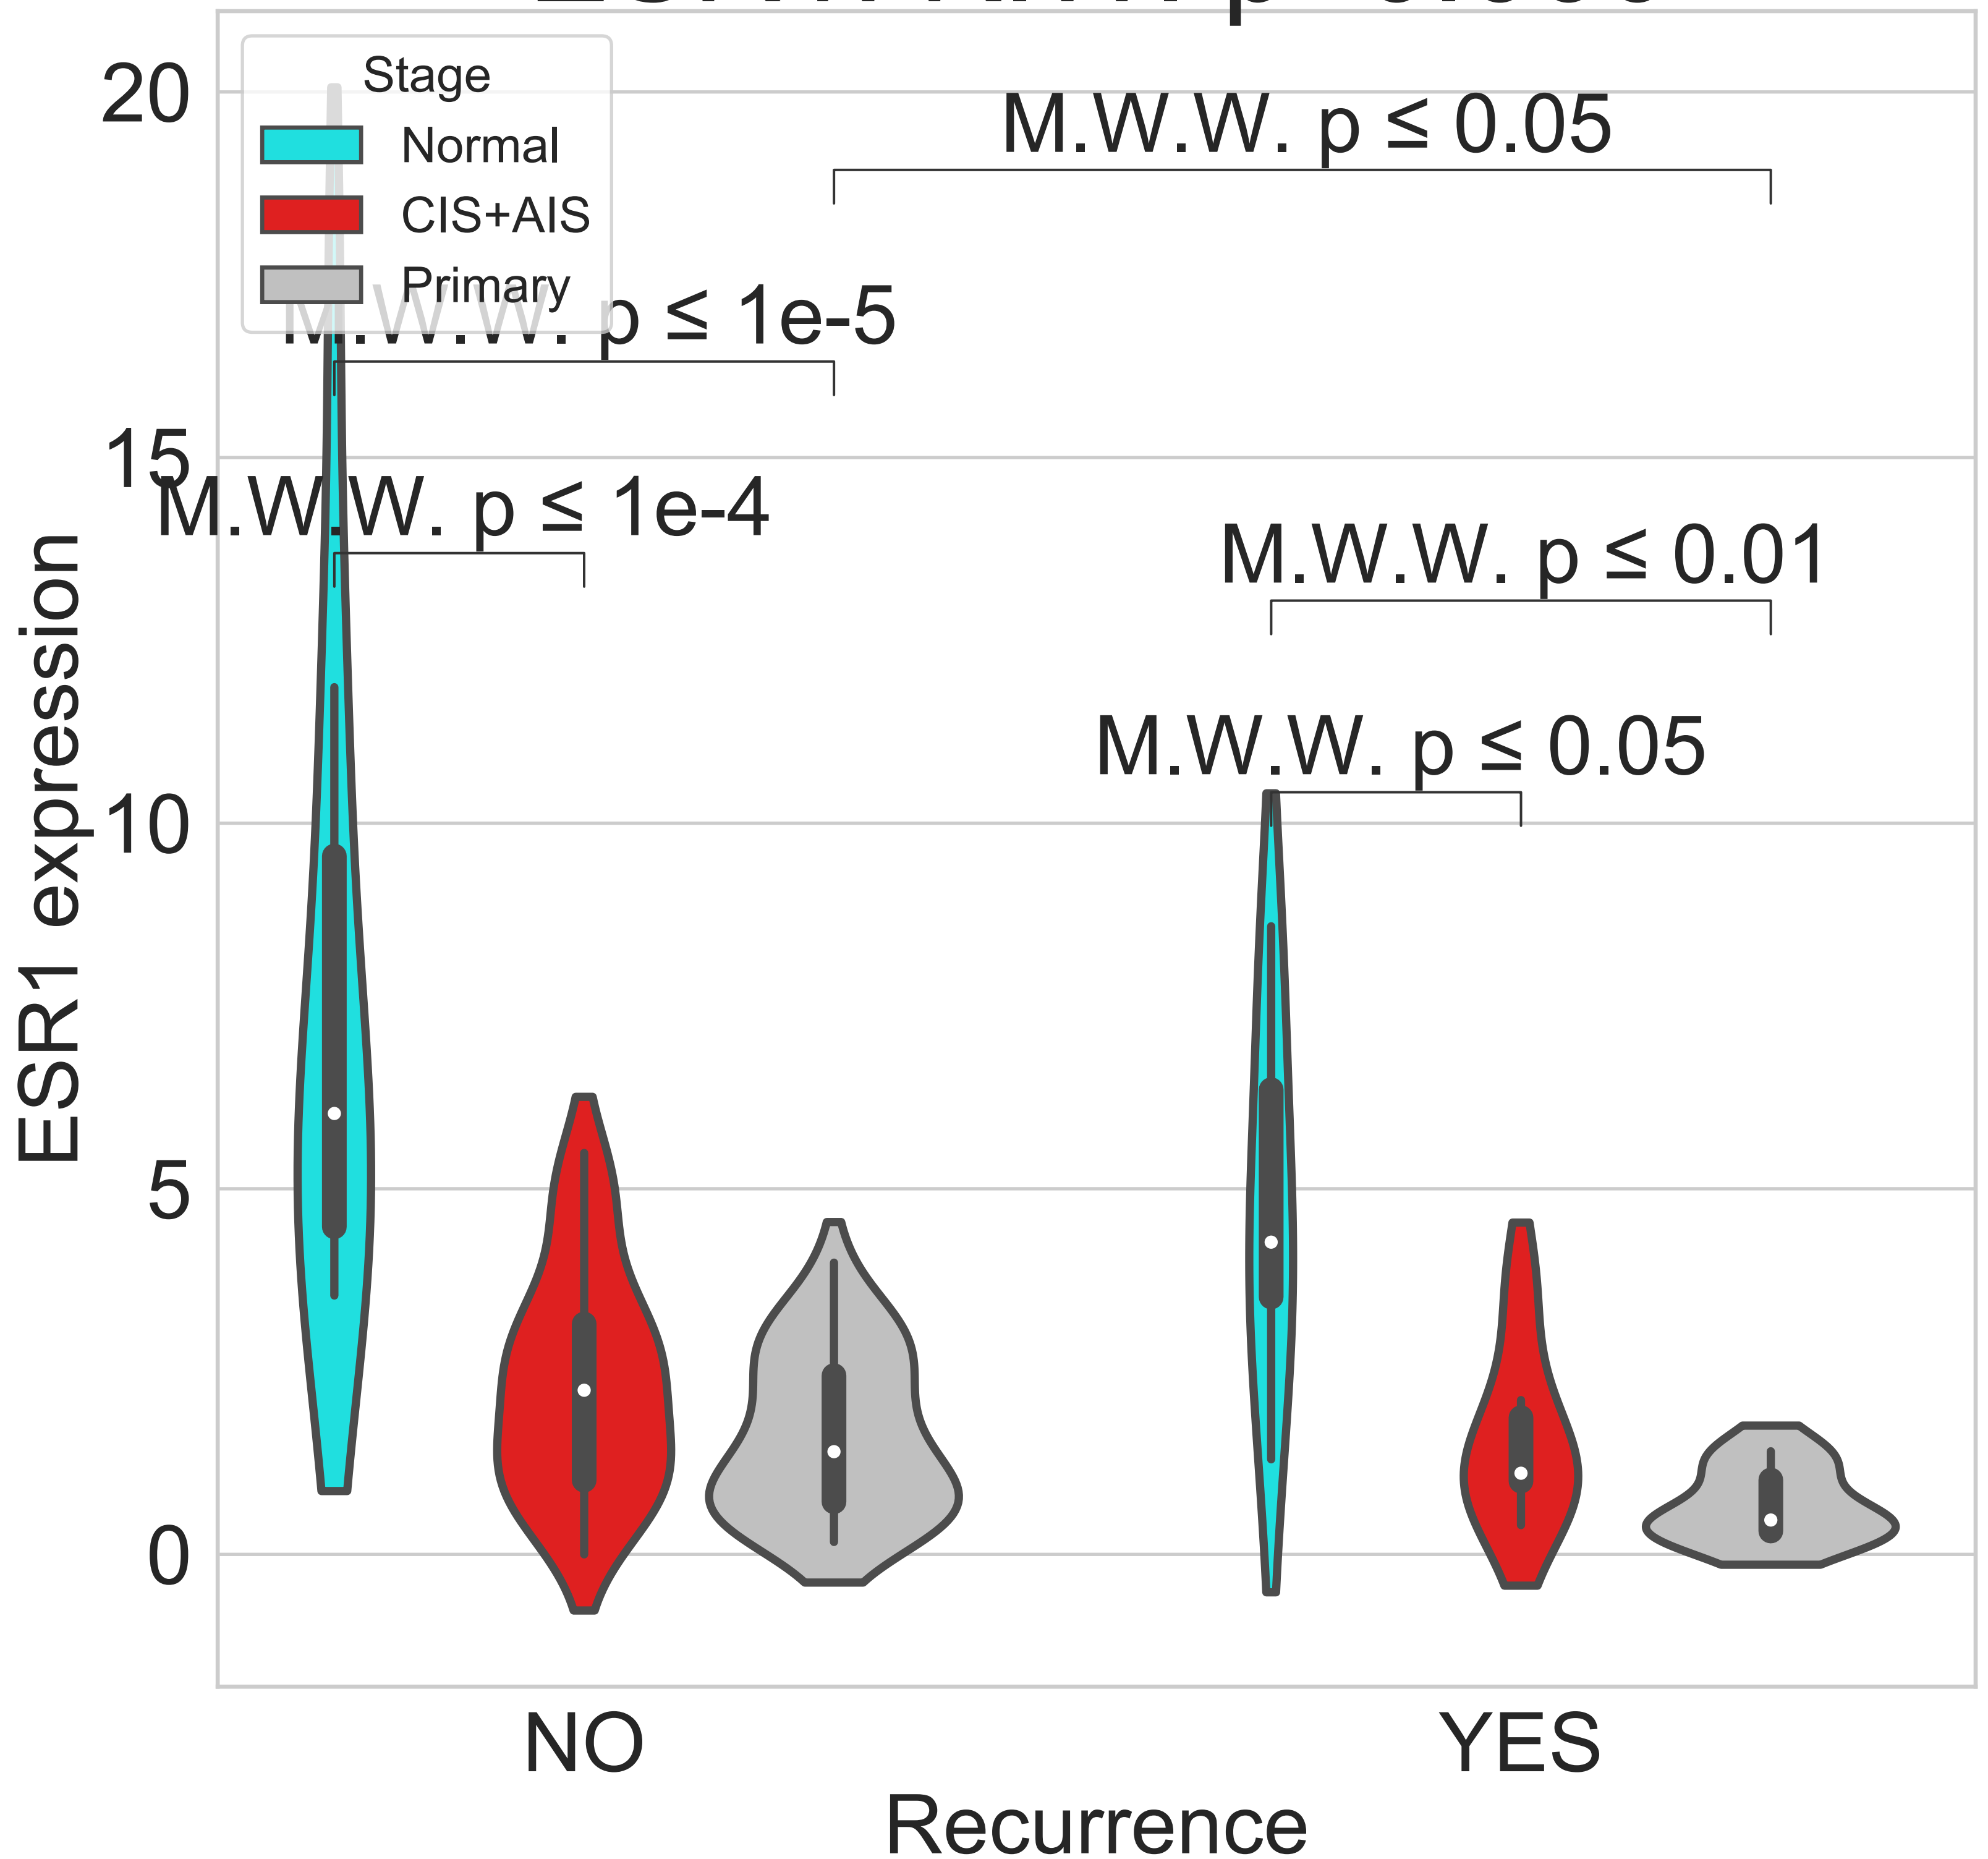 20
15
10
5
0
ESR1 expression
Stage
Normal
CIS+AIS
Primary
M.W.W. p ≤ 0.05
M.W.W. p ≤ 1e-5
M.W.W. p ≤ 1e-4
M.W.W. p ≤ 0.01
M.W.W. p ≤ 0.05
NO
YES
Recurrence